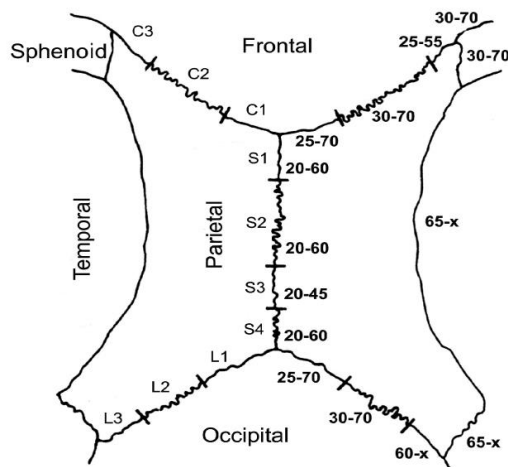 30-70
C3
Frontal
25-55
Sphenoid
30-70
C2
C1
30-70
25-70
S1
20-60
Temporal
Parietal
S2
65-x
20-60
S3
20-45
S4
20-60
L1
25-70
L2
30-70
L3
Occipital
60-x
65-x